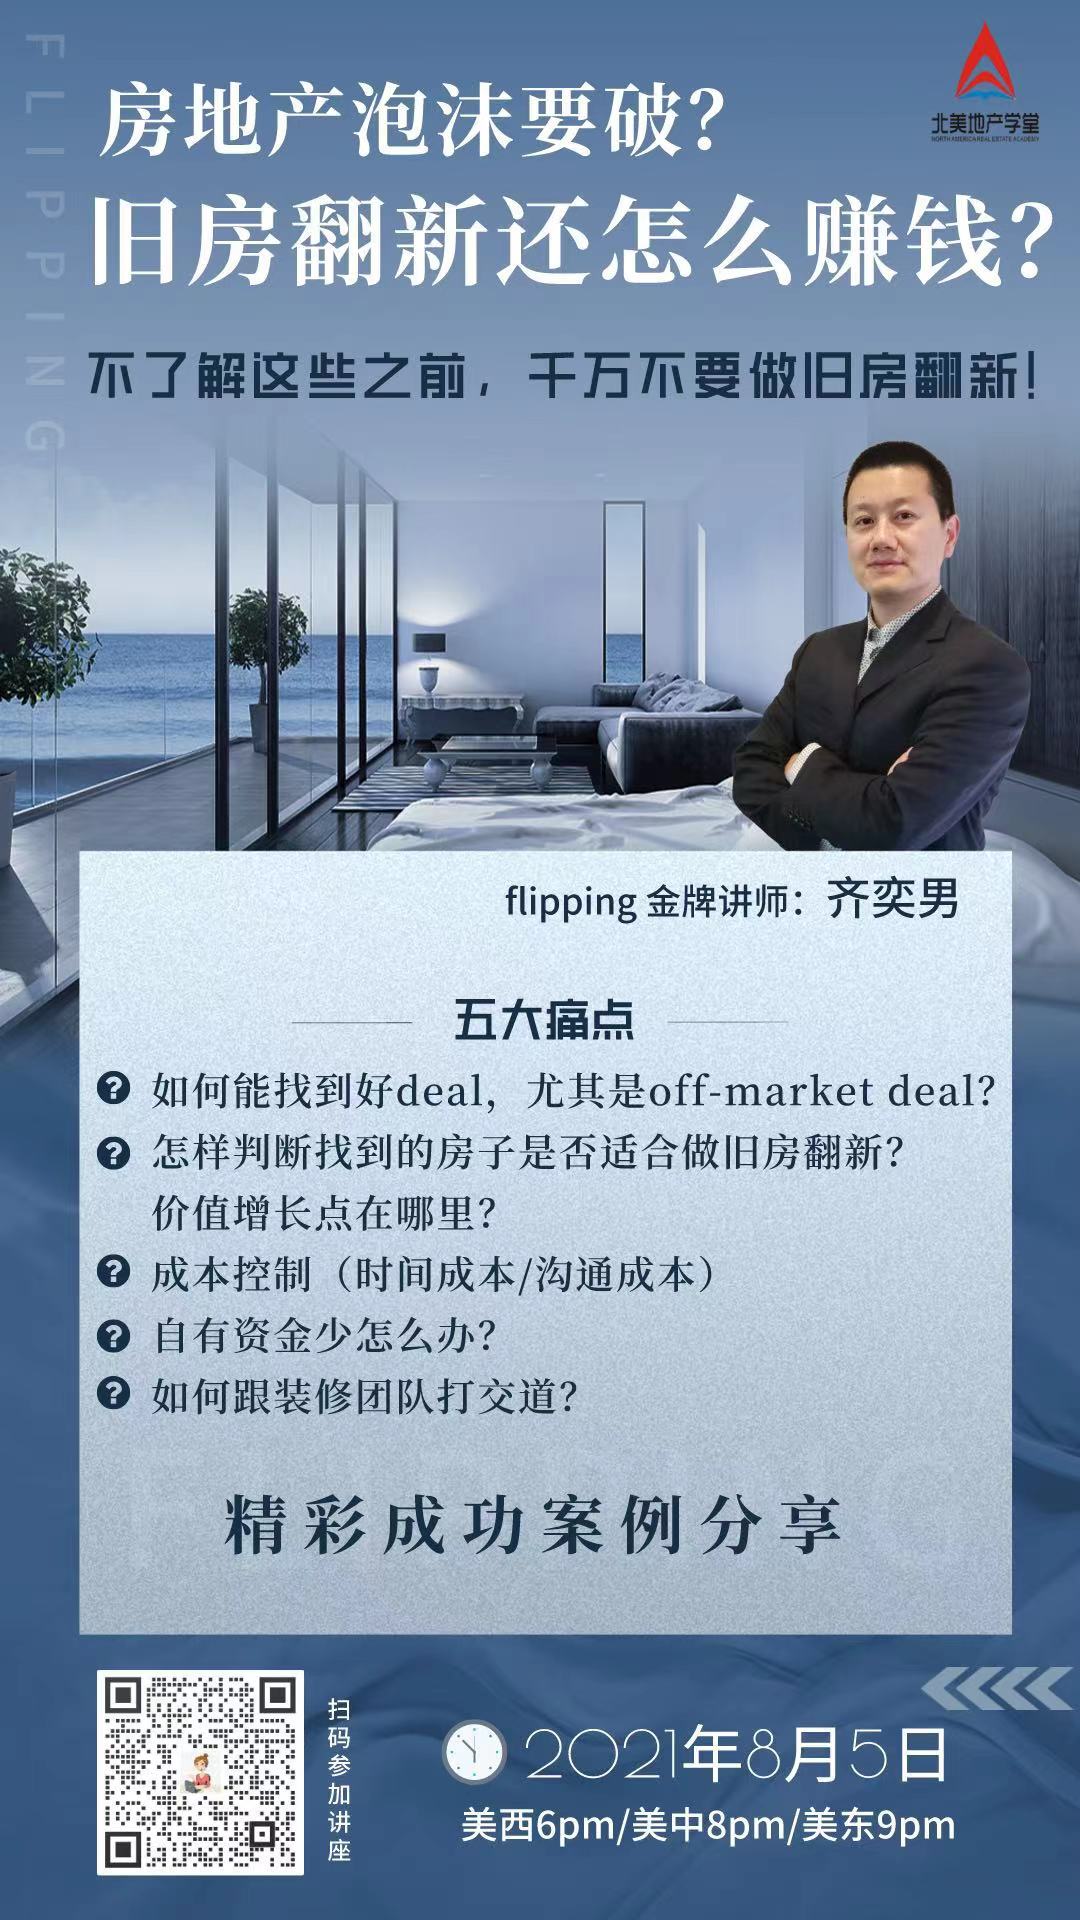 FLIPPING
北美地产学堂
NORTH AMERICA REAL ESTATE ACADEMY
房地产泡沫要破？
旧房翻新还怎么赚钱？
不了解这些之前，千万不要做旧房翻新！
flipping 金牌讲师：齐奕男
五大痛点
如何能找到好deal，尤其是off-market deal？
怎样判断找到的房子是否适合做旧房翻新？
价值增长点在哪里？
成本控制（时间成本/沟通成本）
自有资金少怎么办？
如何跟装修团队打交道？
精彩成功案例分享
扫码参加讲座
2021年8月5日
美西6pm/美中8pm/美东9pm